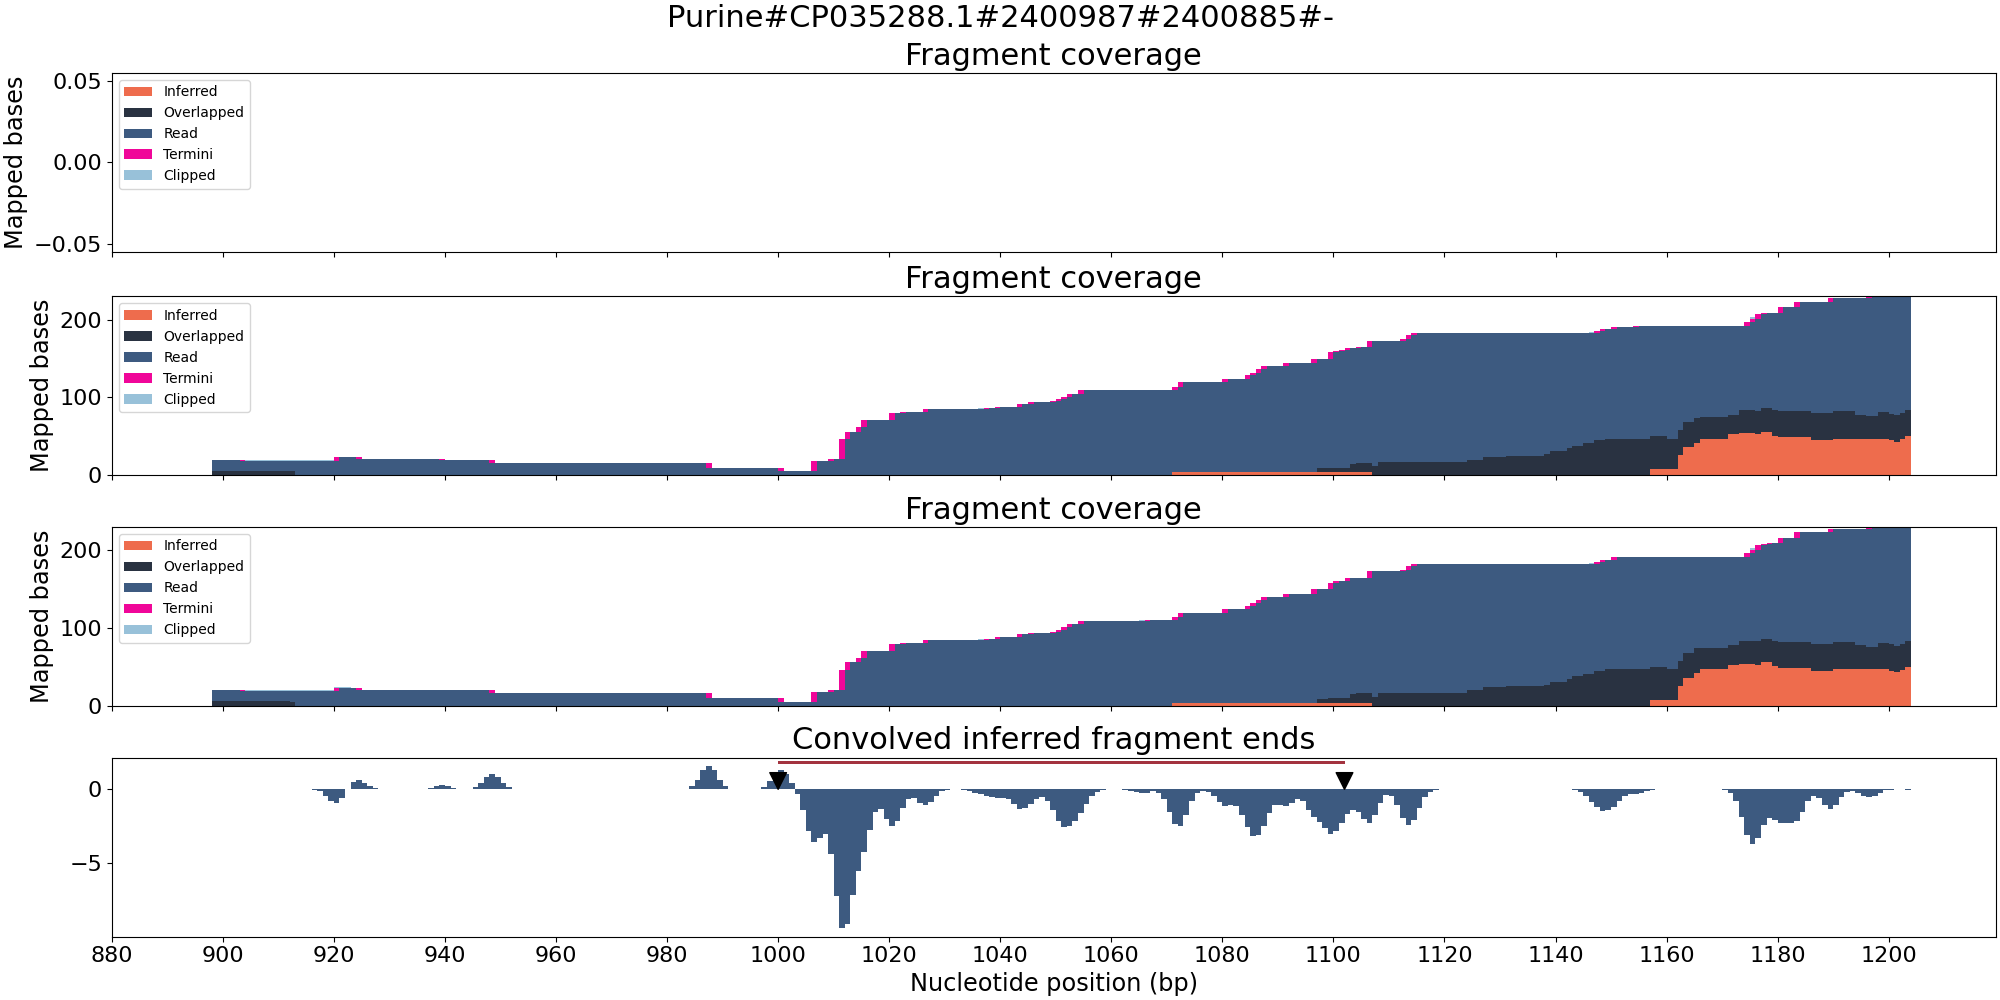 Purine#CP035288.1#2400987#2400885#-
Fragment coverage
Mapped bases
0.05
0.00
−0.05
Inferred
Overlapped
Read
Termini
Clipped
Fragment coverage
Mapped bases
200
100
0
Inferred
Overlapped
Read
Termini
Clipped
Fragment coverage
Mapped bases
200
100
0
Inferred
Overlapped
Read
Termini
Clipped
Convolved inferred fragment ends
0
−5
880 900 920 940 960 980 1000 1020 1040 1060 1080 1100 1120 1140 1160 1180 1200
Nucleotide position (bp)